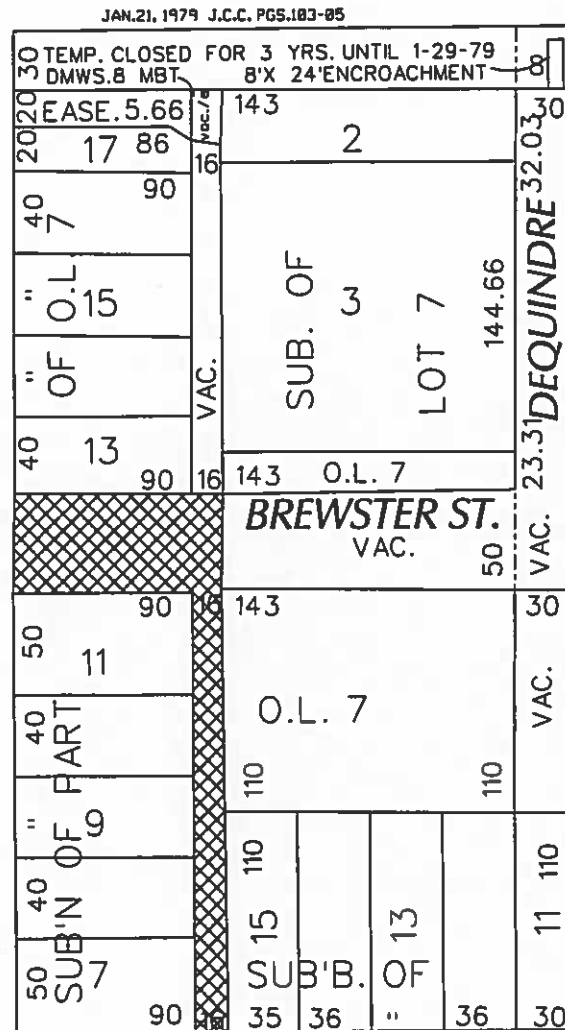 JAN.21, 1979 J.C.C. PGS.103-05
30 TEMP. CLOSED FOR 3 YRS. UNTIL 1-29-79
DMWS.8 MBT 8'X 24'ENCROACHMENT 8
20 EASE. 5.66 vac./e 143 30
20 17 86 16 2 32.03
40 7 90
" O.L. 15 SUB. OF 3 LOT 7 144.66 DEQUINDRE
" OF VAC.
40 13 90 16 143 O.L. 7 23.31
BREWSTER ST.
VAC. 50 VAC.
50 11 90 16 143 30
40 O.L. 7 VAC.
" 9 110 110
40 SUB'N OF PART 110 110
50 7 15 13 11
SUB'B. OF
90 35 36 " 36 30